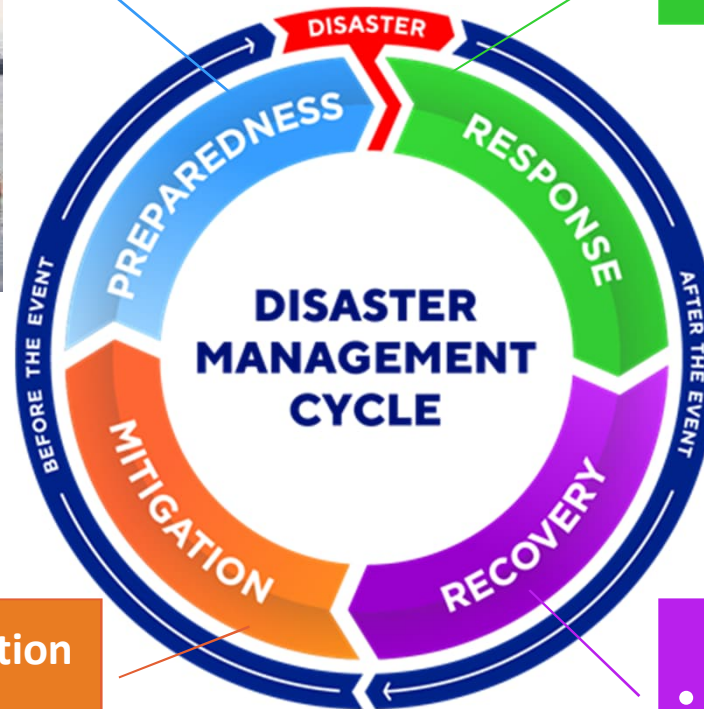 DISASTER
PREPAREDNESS
RESPONSE
BEFORE THE EVENT
AFTER THE EVENT
DISASTER
MANAGEMENT
CYCLE
MITIGATION
RECOVERY
tion
•